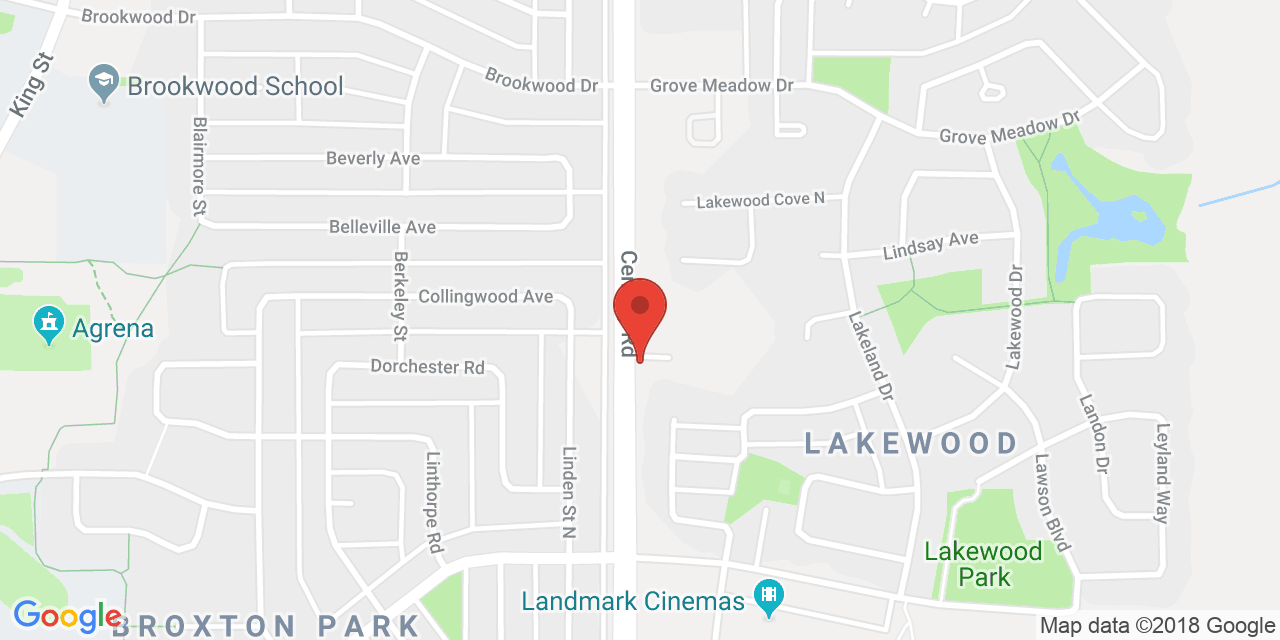 Brookwood Dr
King St
Brookwood School
Brookwood Dr
Grove Meadow Dr
Grove Meadow Dr
Blairmore St
Beverly Ave
Lakewood Cove N
Belleville Ave
Lindsay Ave
Berkeley St
Lakewood Dr
Collingwood Ave
Rd
Agrena
Lakeland Dr
Dorchester Rd
LAKEWOOD
Landon Dr
Leyland Way
Linthorpe Rd
Linden St N
Lawson Blvd
Lakewood
Park
Landmark Cinemas
Google
BROXTON PARK
Map data ©2018 Google